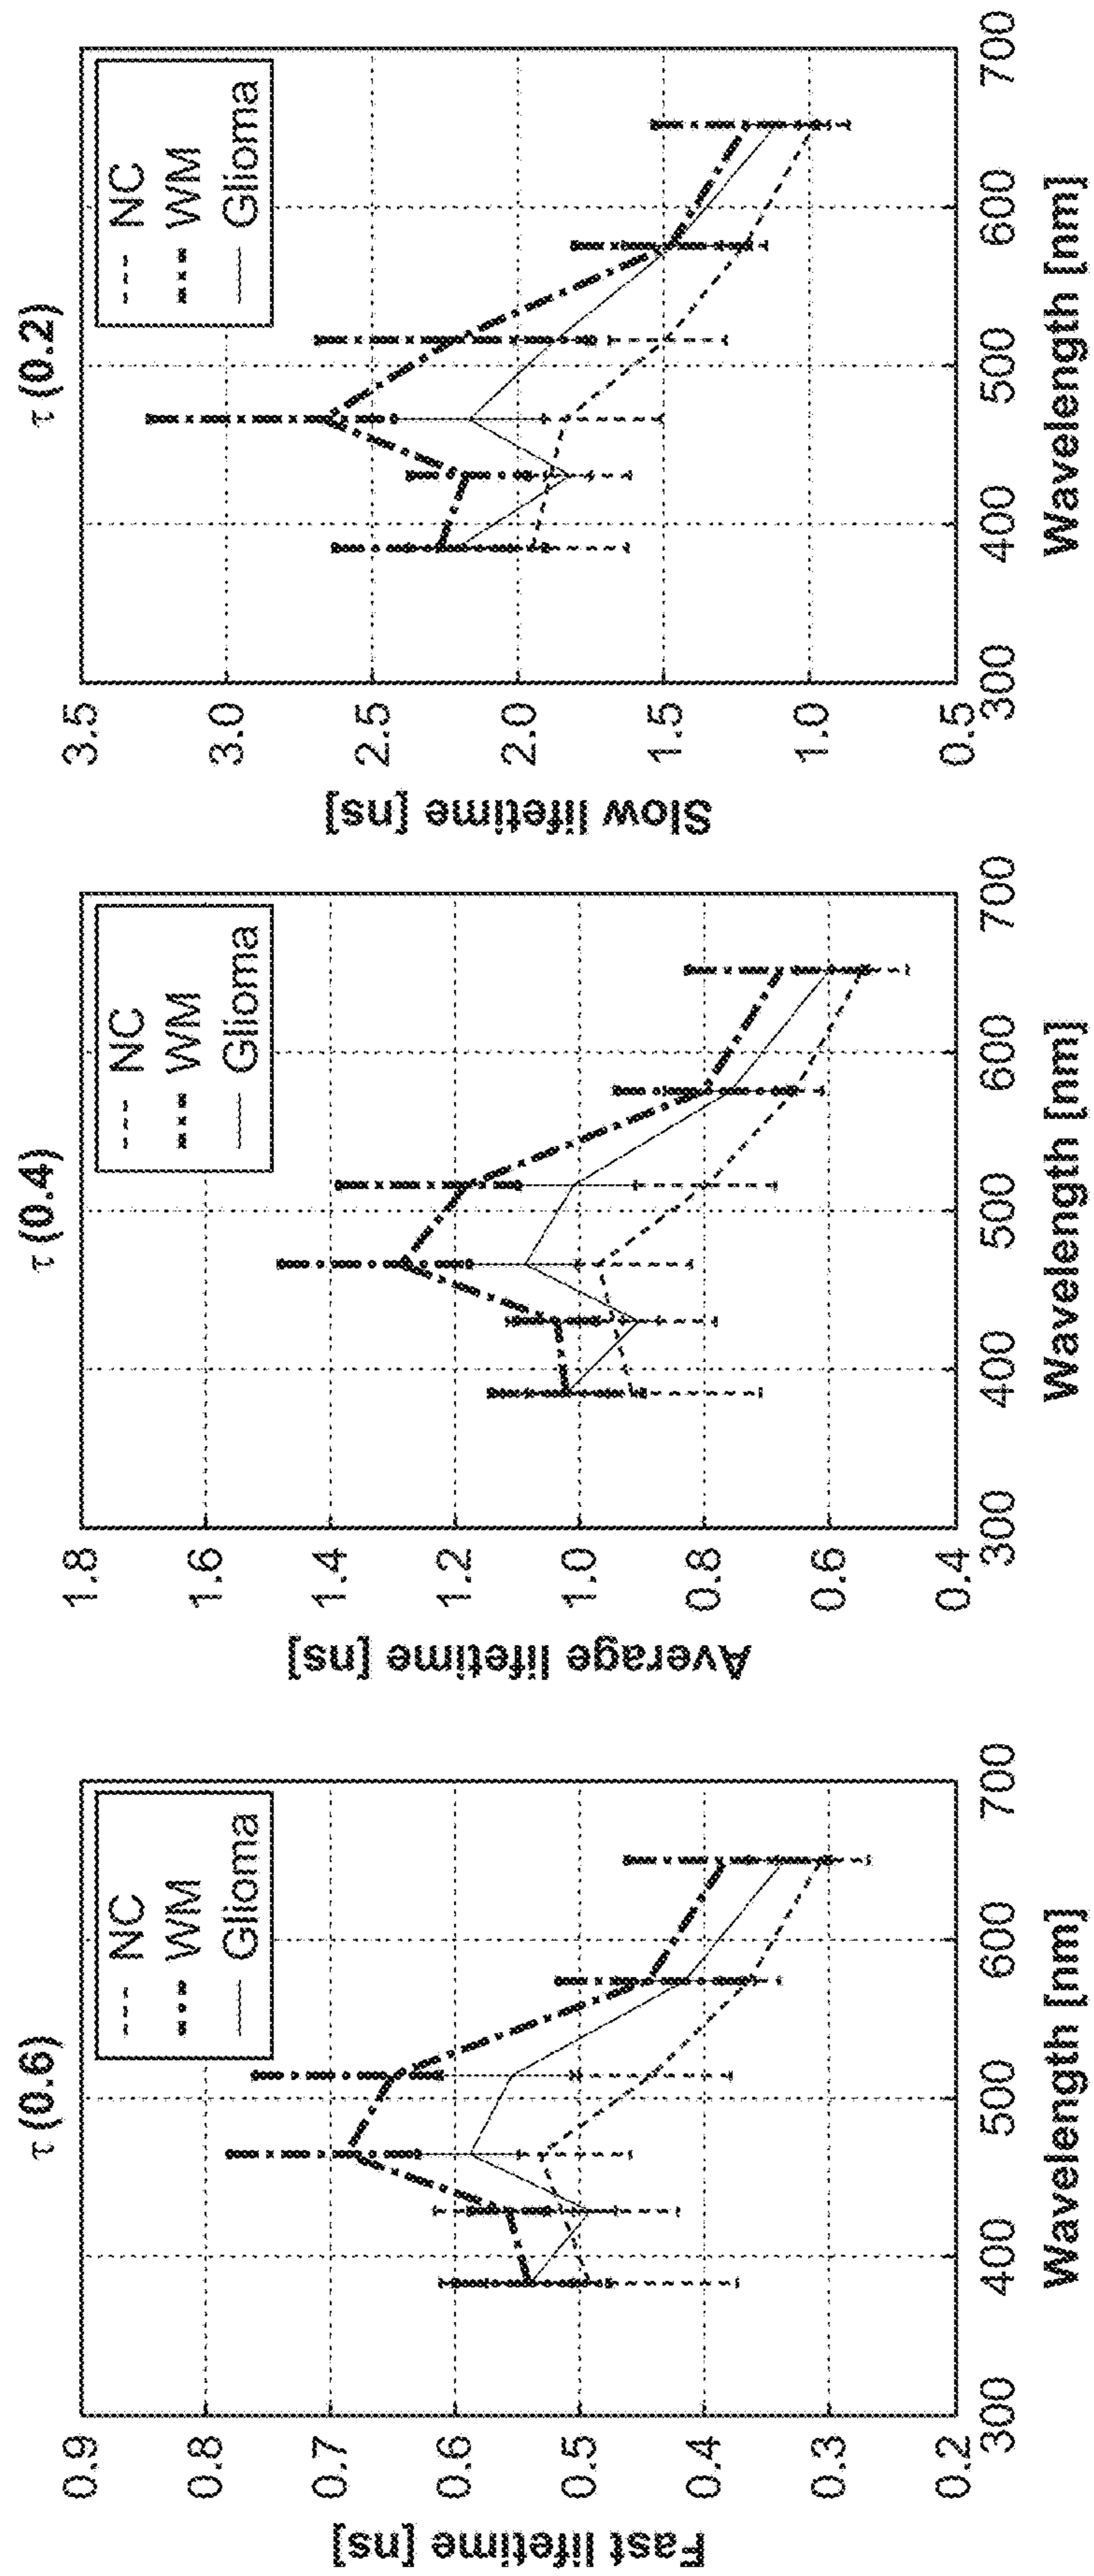 τ (0.6)
Fast lifetime [ns]
0.9
0.8
0.7
0.6
0.5
0.4
0.3
0.2
NC
WM
Glioma
300
400
500
600
700
Wavelength [nm]
τ (0.4)
Average lifetime [ns]
1.8
1.6
1.4
1.2
1.0
0.8
0.6
0.4
NC
WM
Glioma
300
400
500
600
700
Wavelength [nm]
τ (0.2)
Slow lifetime [ns]
3.5
3.0
2.5
2.0
1.5
1.0
0.5
NC
WM
Glioma
300
400
500
600
700
Wavelength [nm]